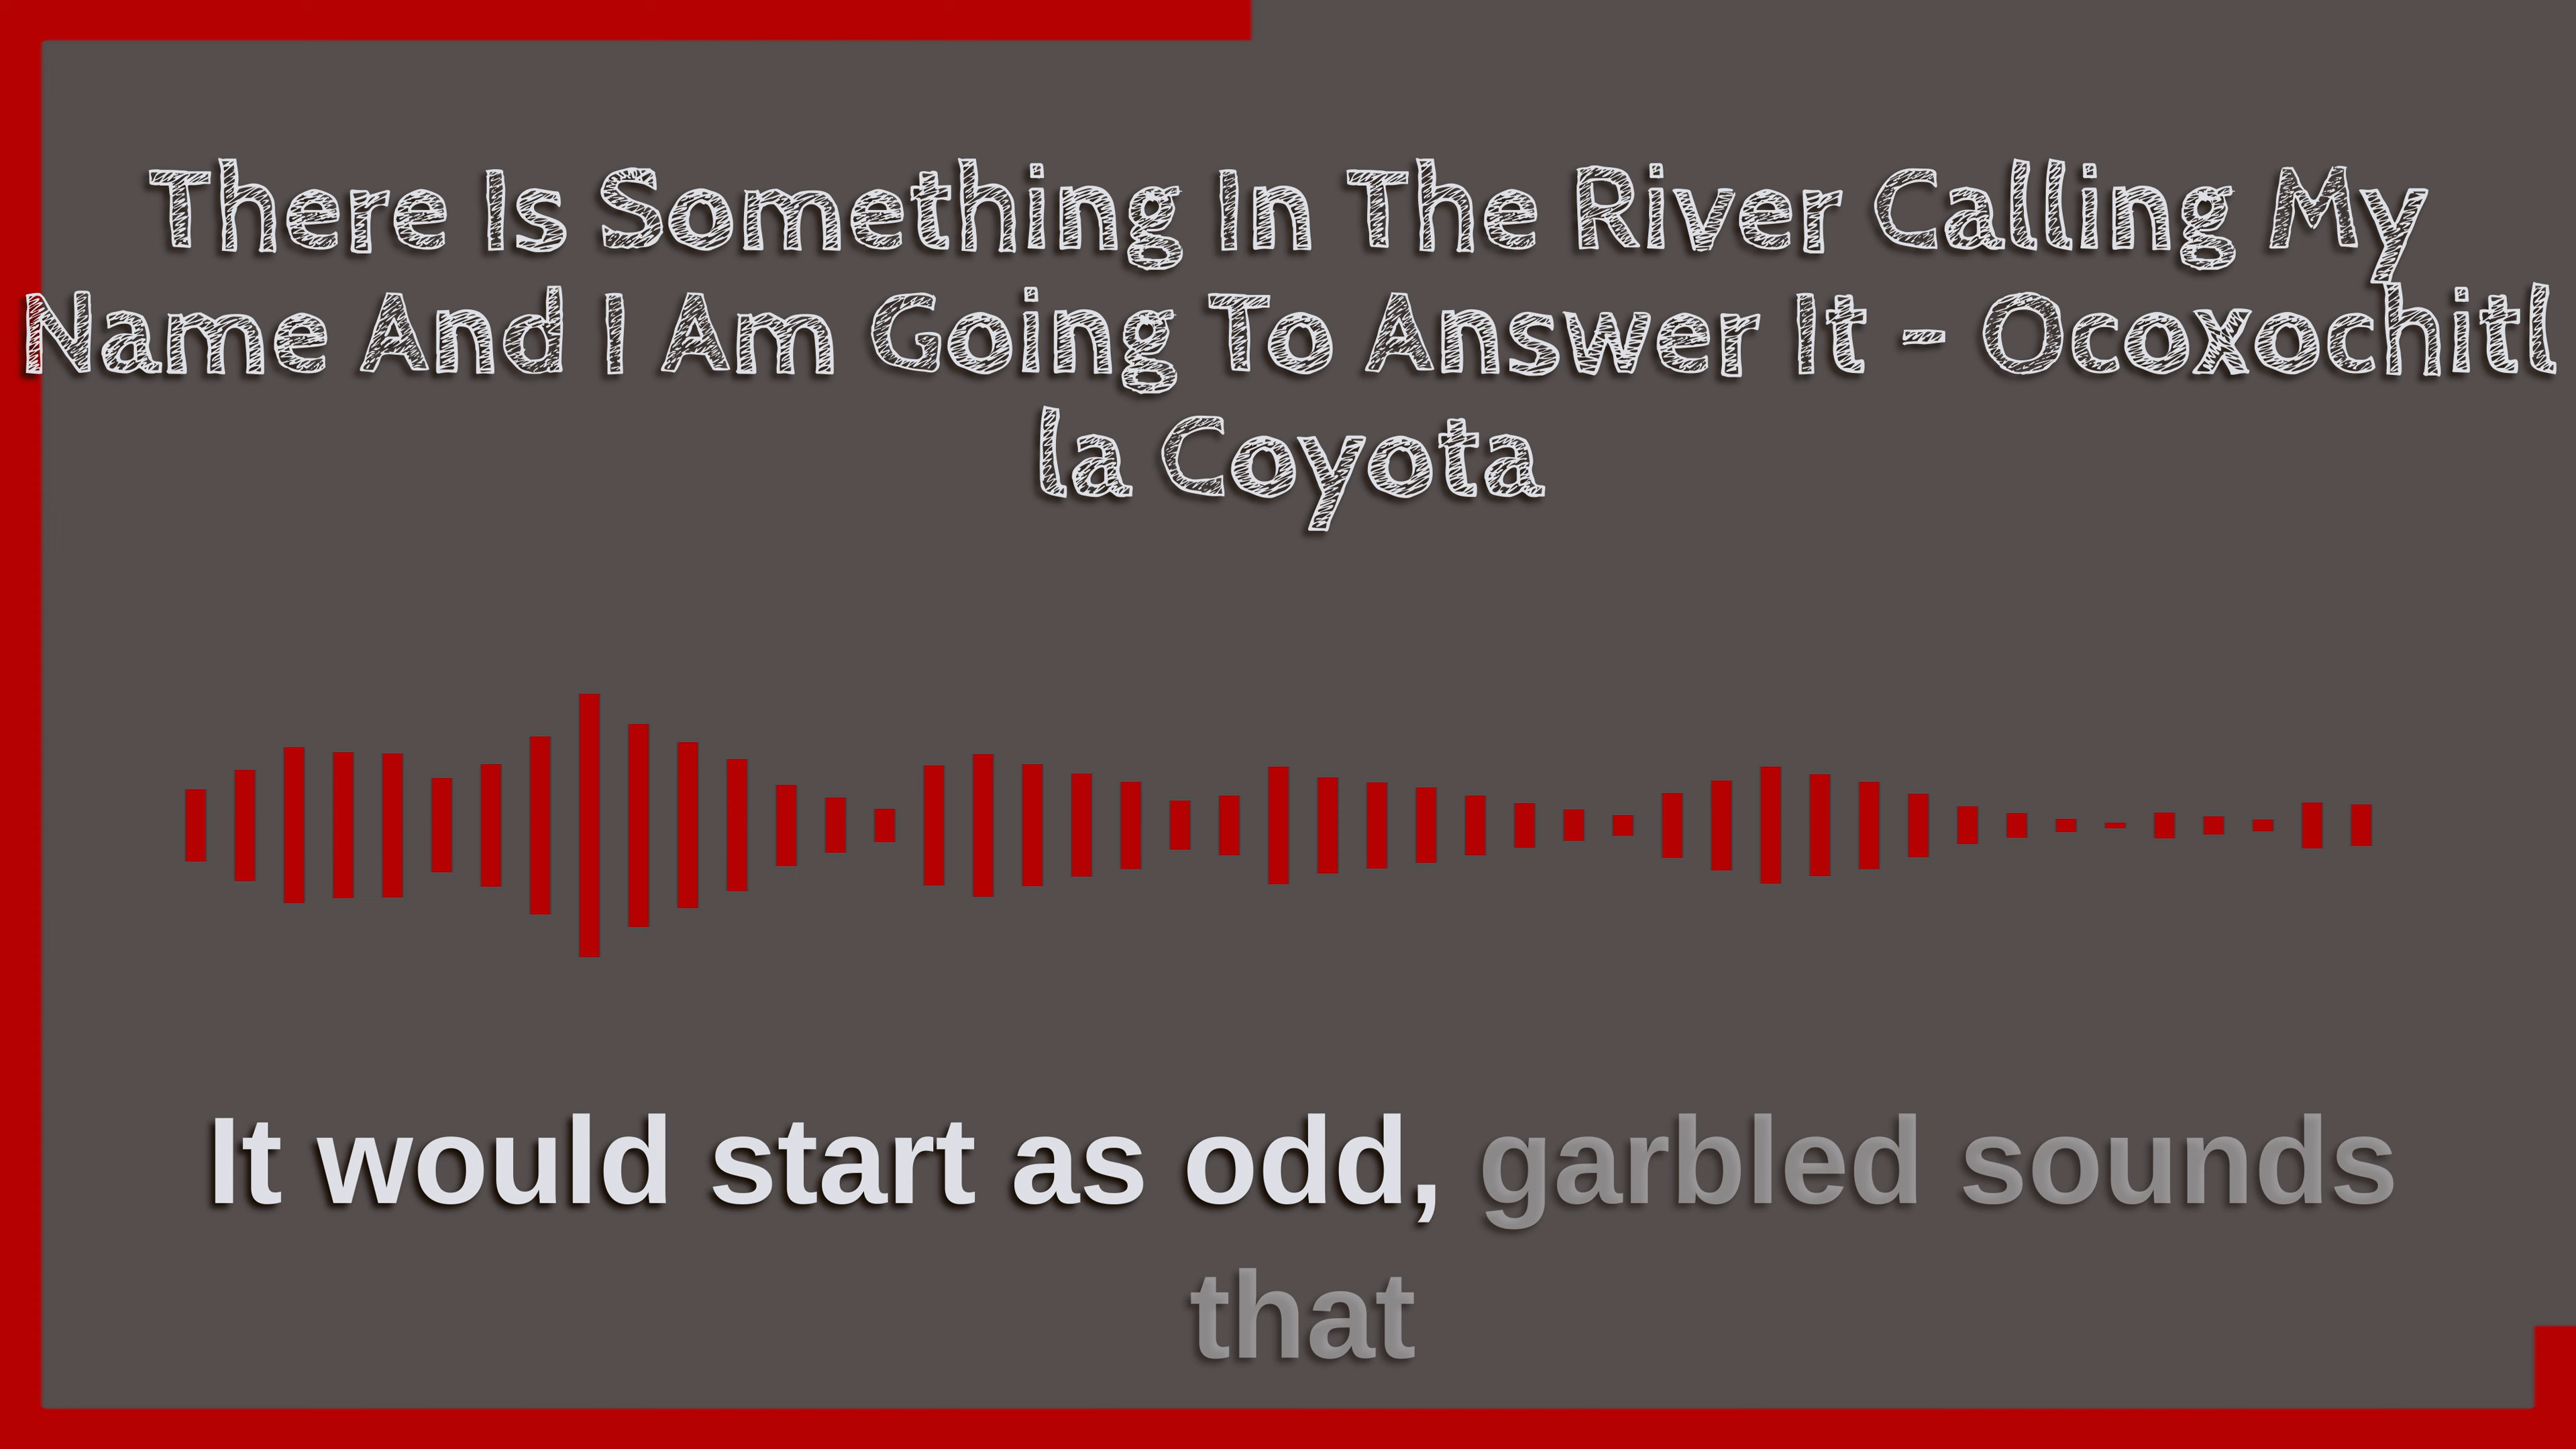 There Is Something In The River Calling My
Name And I Am Going To Answer It - Ocoxochitl
la Coyota
It would start as odd, garbled sounds
that